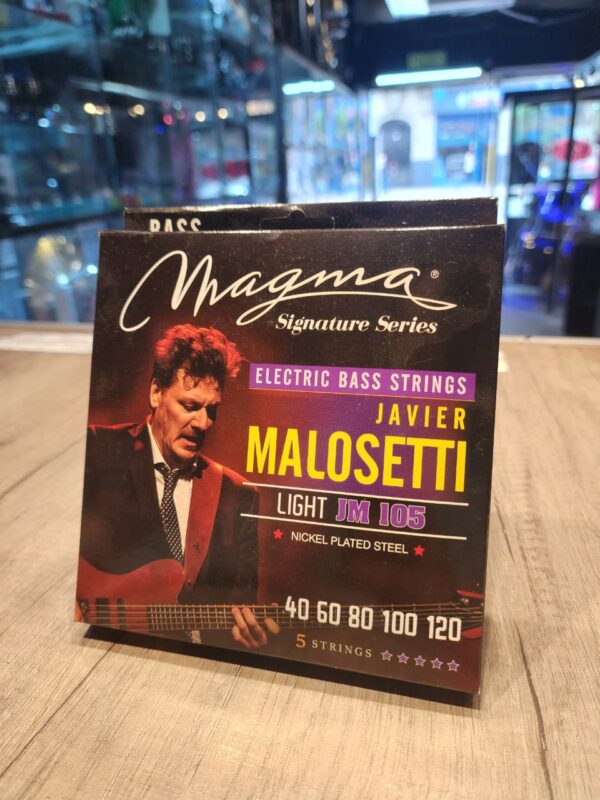 BASS
Magma®
Signature Series
ELECTRIC BASS STRINGS
JAVIER
MALOSETTI
LIGHT JM 105
★ NICKEL PLATED STEEL ★
40 60 80 100 120
5 STRINGS ☆☆☆☆☆